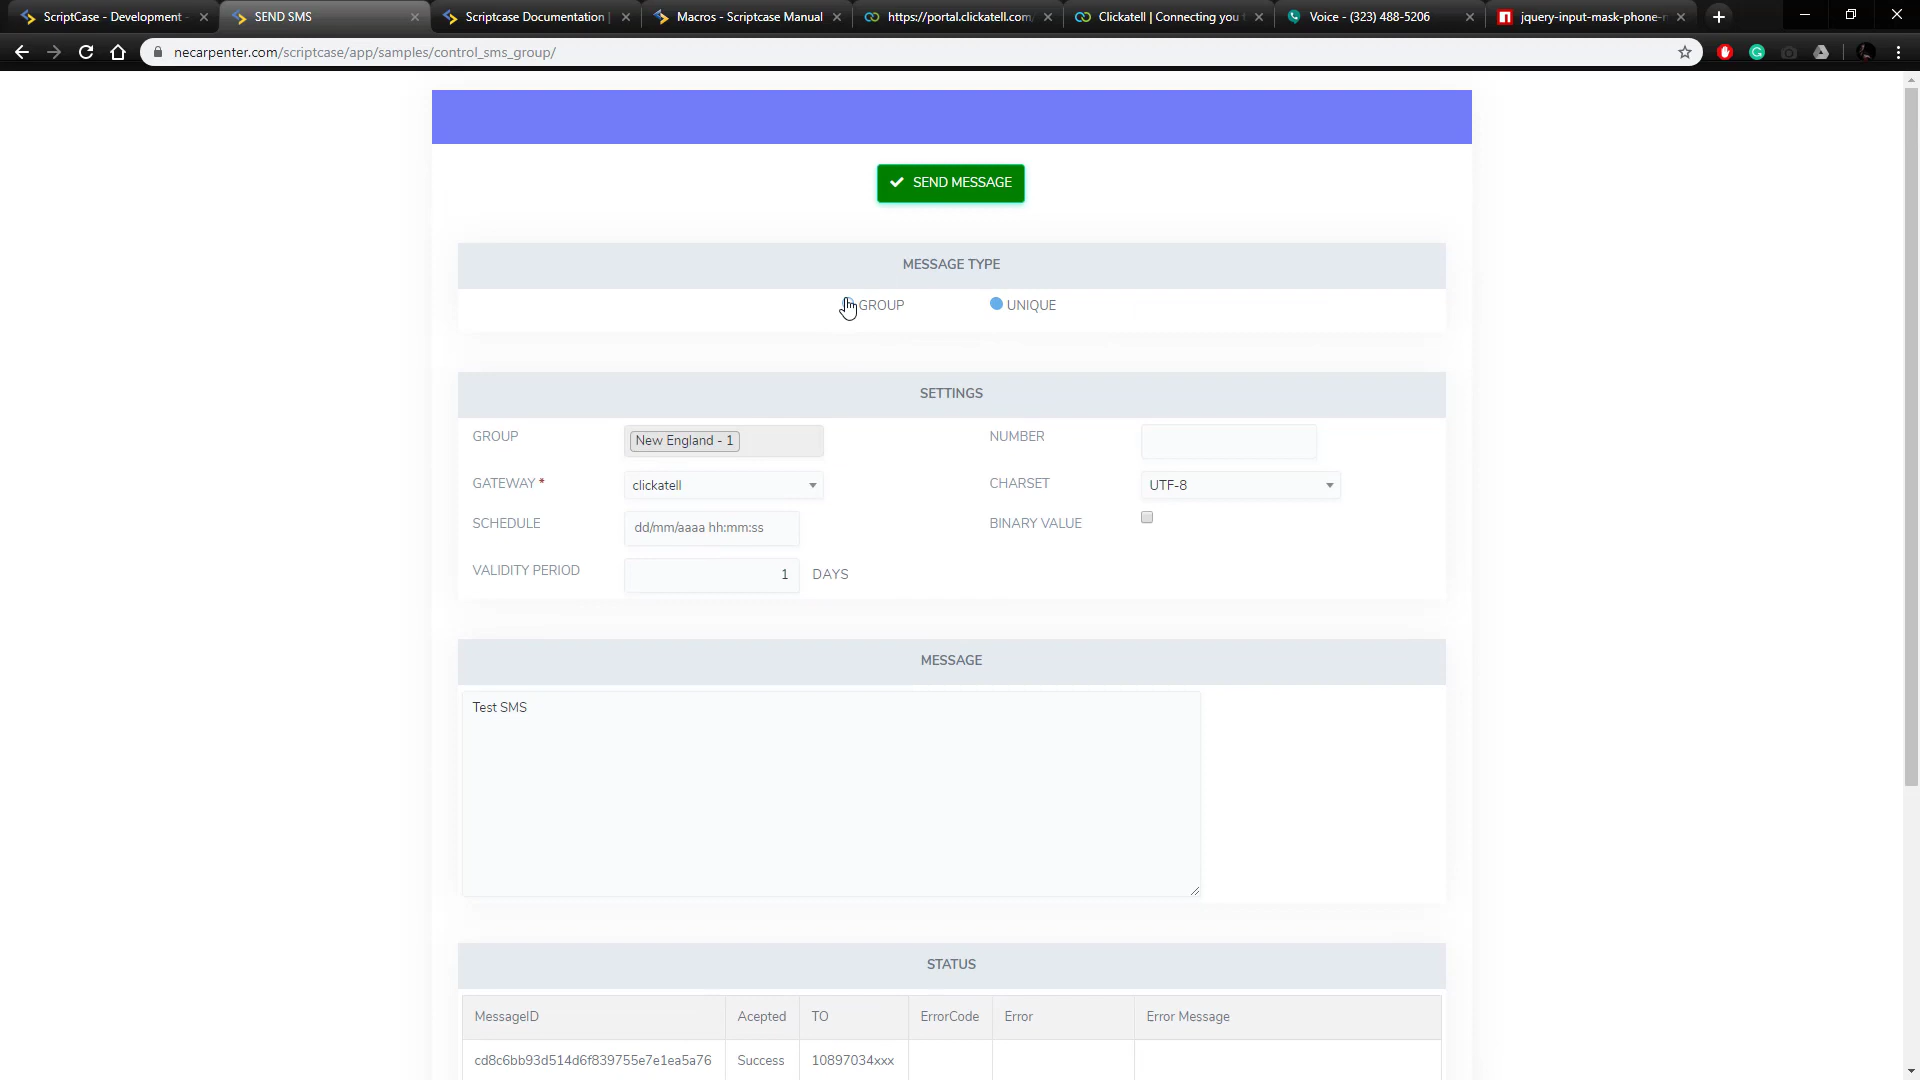 ScriptCase - Development -
SEND SMS
Scriptcase Documentation |
Macros - Scriptcase Manual
https://portal.clickatell.com
Clickatell | Connecting you
Voice - (323) 488-5206
jquery-input-mask-phone-n
necarpenter.com/scriptcase/app/samples/control_sms_group/
SEND MESSAGE
MESSAGE TYPE
GROUP
UNIQUE
SETTINGS
GROUP
New England - 1
NUMBER
GATEWAY *
clickatell
CHARSET
UTF-8
SCHEDULE
dd/mm/aaaa hh:mm:ss
BINARY VALUE
VALIDITY PERIOD
1
DAYS
MESSAGE
Test SMS
STATUS
MessageID
Acepted
TO
ErrorCode
Error
Error Message
cd8c6bb93d514d6f839755e7e1ea5a76
Success
10897034xxx